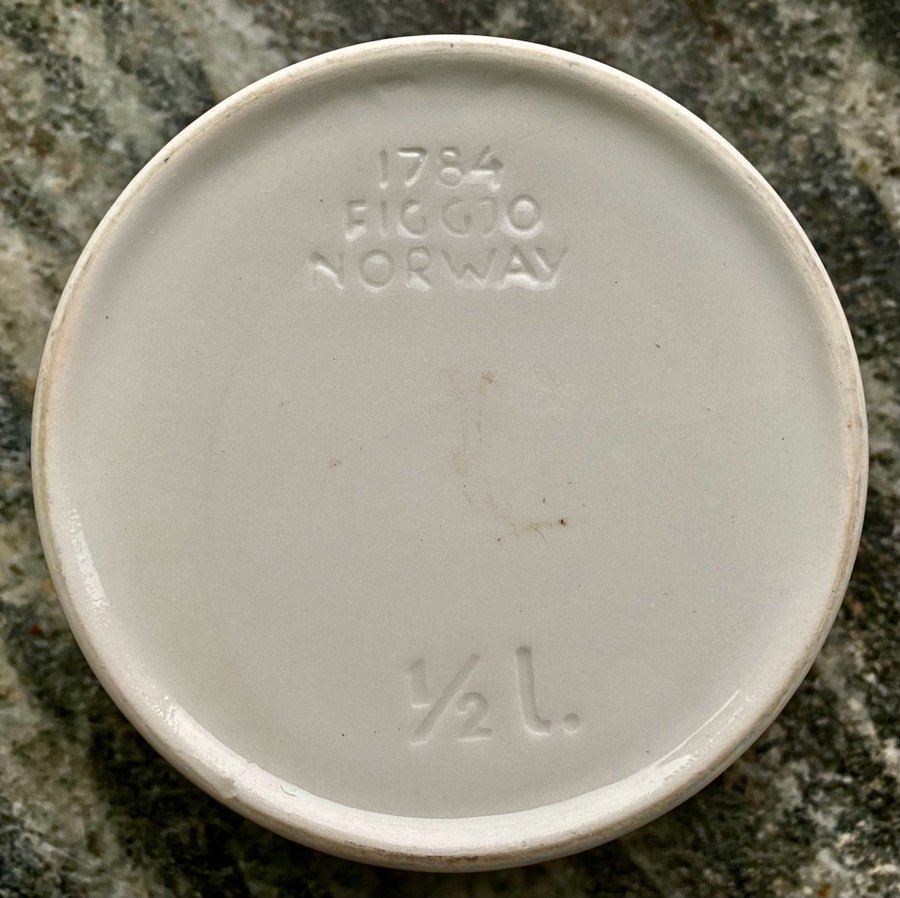 1784
FIGGJO
NORWAY
1/2 l.